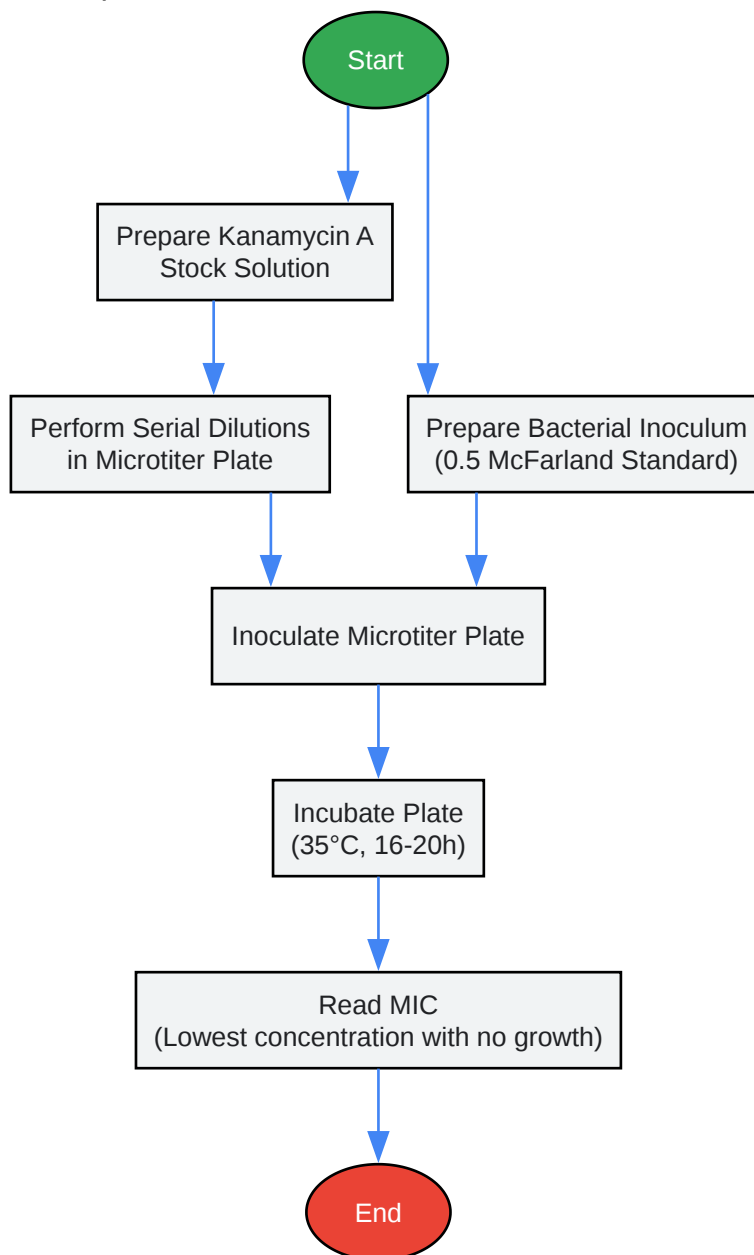 Start
Prepare Kanamycin A
Stock Solution
Perform Serial Dilutions
in Microtiter Plate
Prepare Bacterial Inoculum
(0.5 McFarland Standard)
Inoculate Microtiter Plate
Incubate Plate
(35°C, 16-20h)
Read MIC
(Lowest concentration with no growth)
End